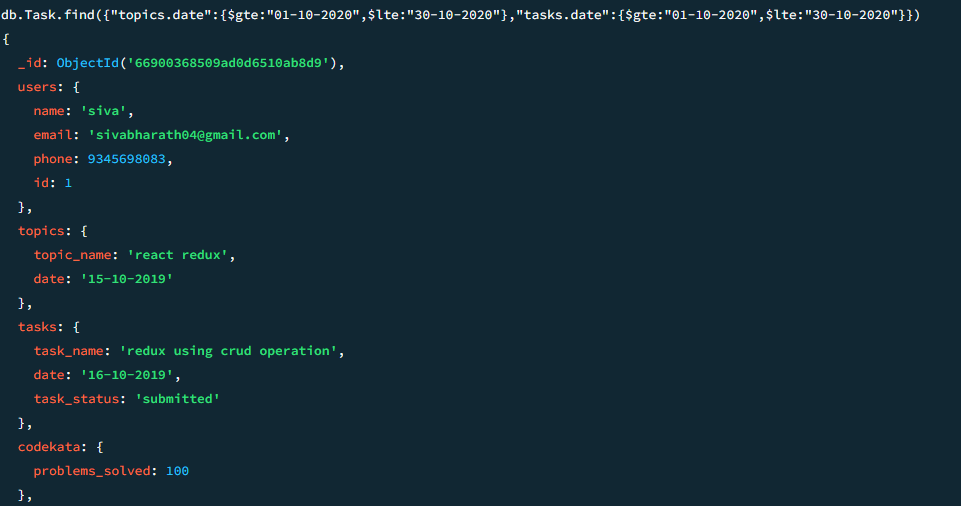 db.Task.find({"topics.date":{$gte:"01-10-2020",$lte:"30-10-2020"},"tasks.date":{$gte:"01-10-2020",$lte:"30-10-2020"}})
{
  _id: ObjectId('66900368509ad0d6510ab8d9'),
  users: {
    name: 'siva',
    email: 'sivabharath04@gmail.com',
    phone: 9345698083,
    id: 1
  },
  topics: {
    topic_name: 'react redux',
    date: '15-10-2019'
  },
  tasks: {
    task_name: 'redux using crud operation',
    date: '16-10-2019',
    task_status: 'submitted'
  },
  codekata: {
    problems_solved: 100
  },